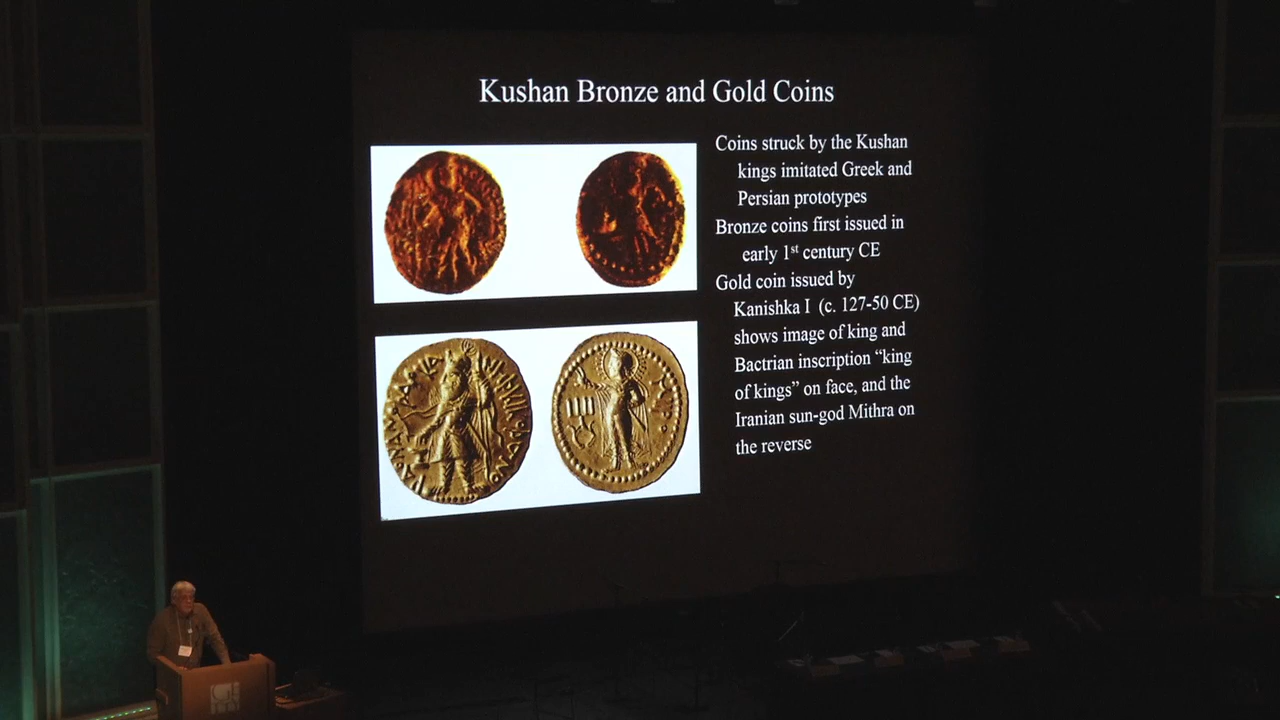 Kushan Bronze and Gold Coins
Coins struck by the Kushan
kings imitated Greek and
Persian prototypes
Bronze coins first issued in
early 1st century CE
Gold coin issued by
Kanishka I (c. 127-50 CE)
shows image of king and
Bactrian inscription “king
of kings” on face, and the
Iranian sun-god Mithra on
the reverse